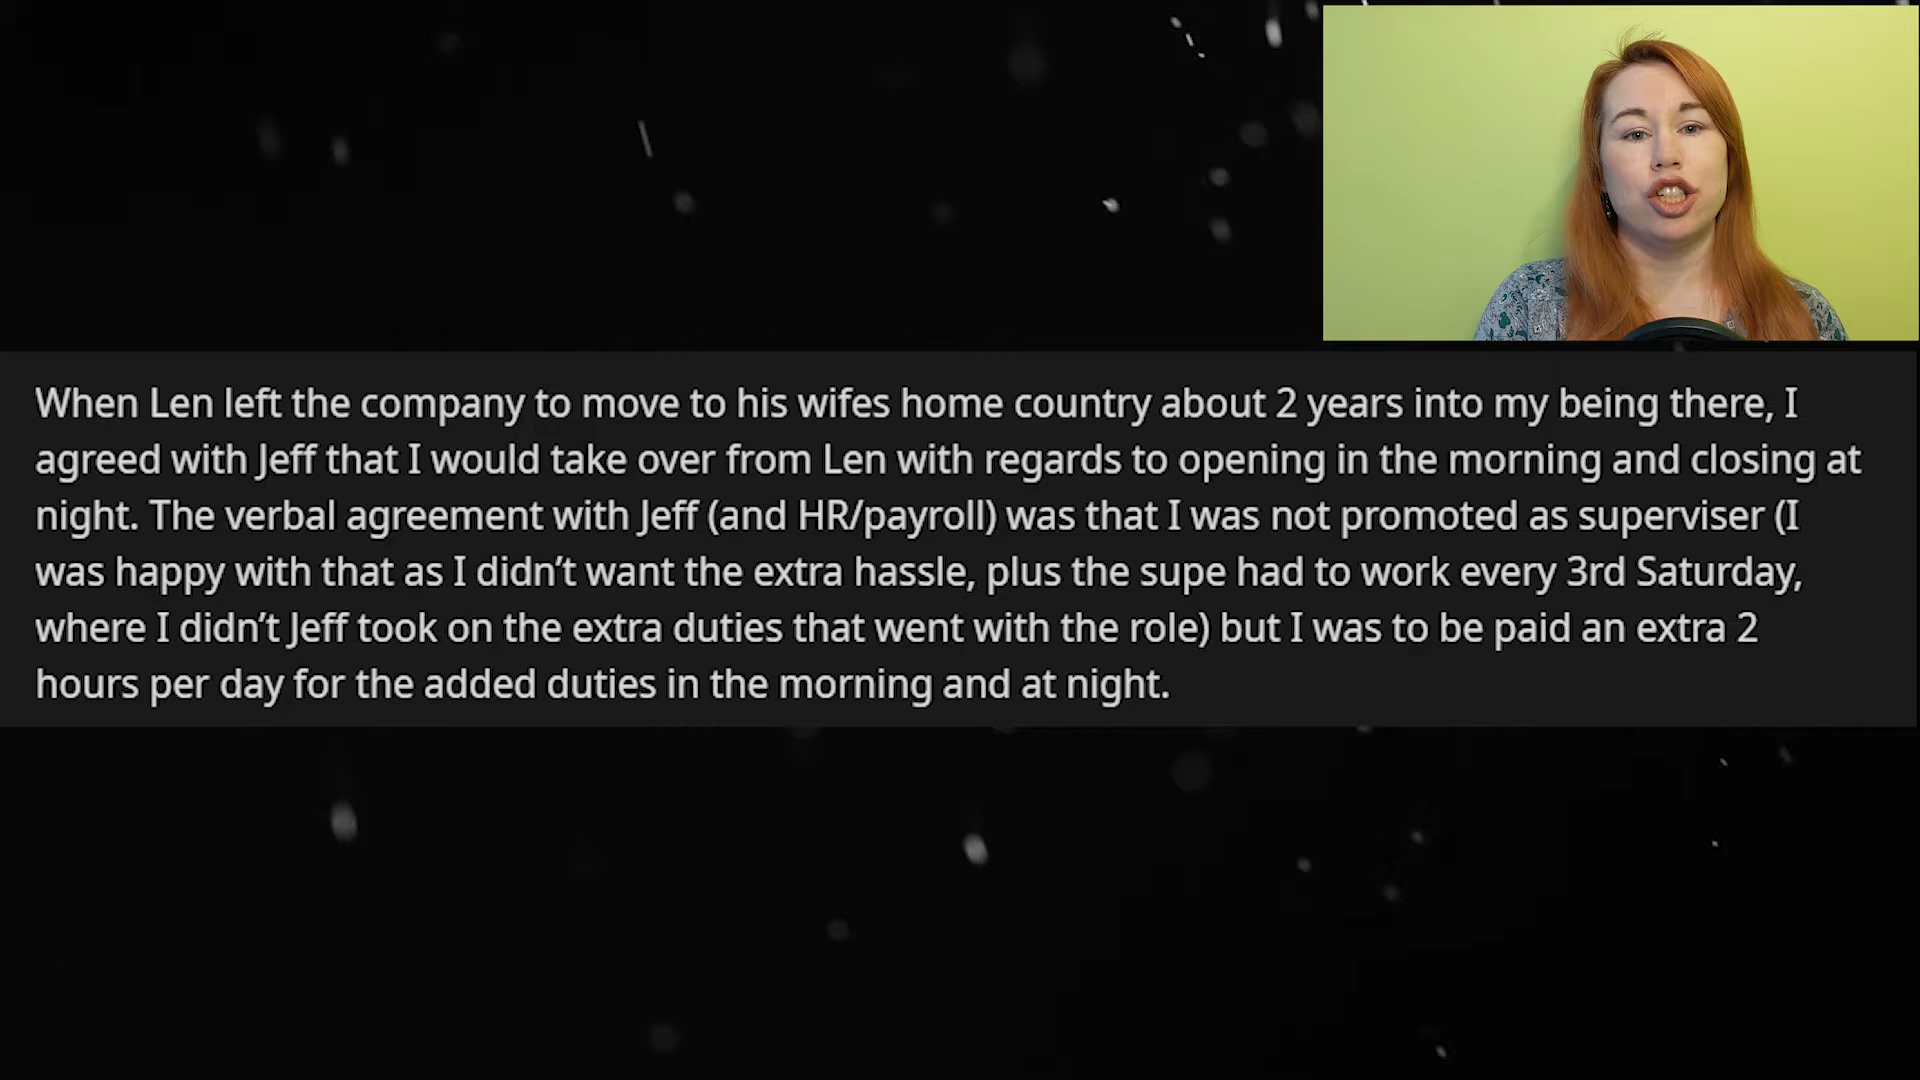 When Len left the company to move to his wifes home country about 2 years into my being there, I
agreed with Jeff that I would take over from Len with regards to opening in the morning and closing at
night. The verbal agreement with Jeff (and HR/payroll) was that I was not promoted as superviser (I
was happy with that as I didn’t want the extra hassle, plus the supe had to work every 3rd Saturday,
where I didn’t Jeff took on the extra duties that went with the role) but I was to be paid an extra 2
hours per day for the added duties in the morning and at night.